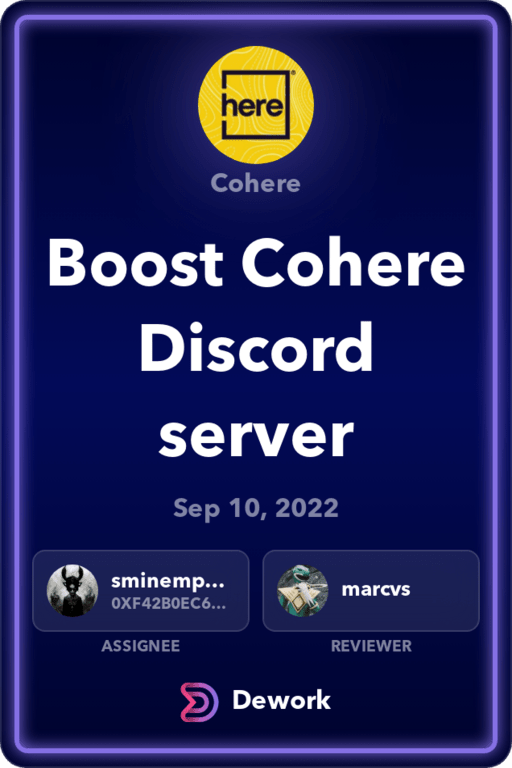 here®
Cohere
Boost Cohere
Discord
server
Sep 10, 2022
sminemp...
0XF42B0EC6...
marcvs
ASSIGNEE
REVIEWER
Dework